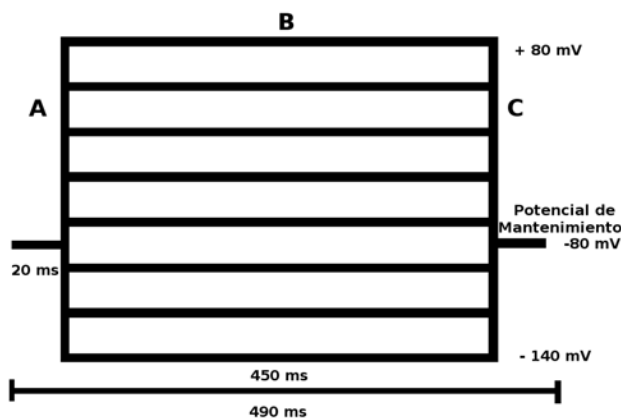 B
+ 80 mV
A
C
Potencial de
Mantenimiento
-80 mV
20 ms
- 140 mV
450 ms
490 ms